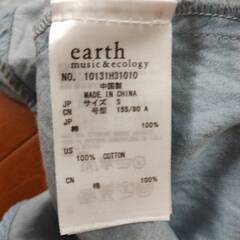 earth
music&ecology
NO. 10131H31010
中国製
MADE IN CHINA
JP サイズ S
CN 号型 155/80 A
JP 綿 100%
US 100% COTTON
CN 棉 100%